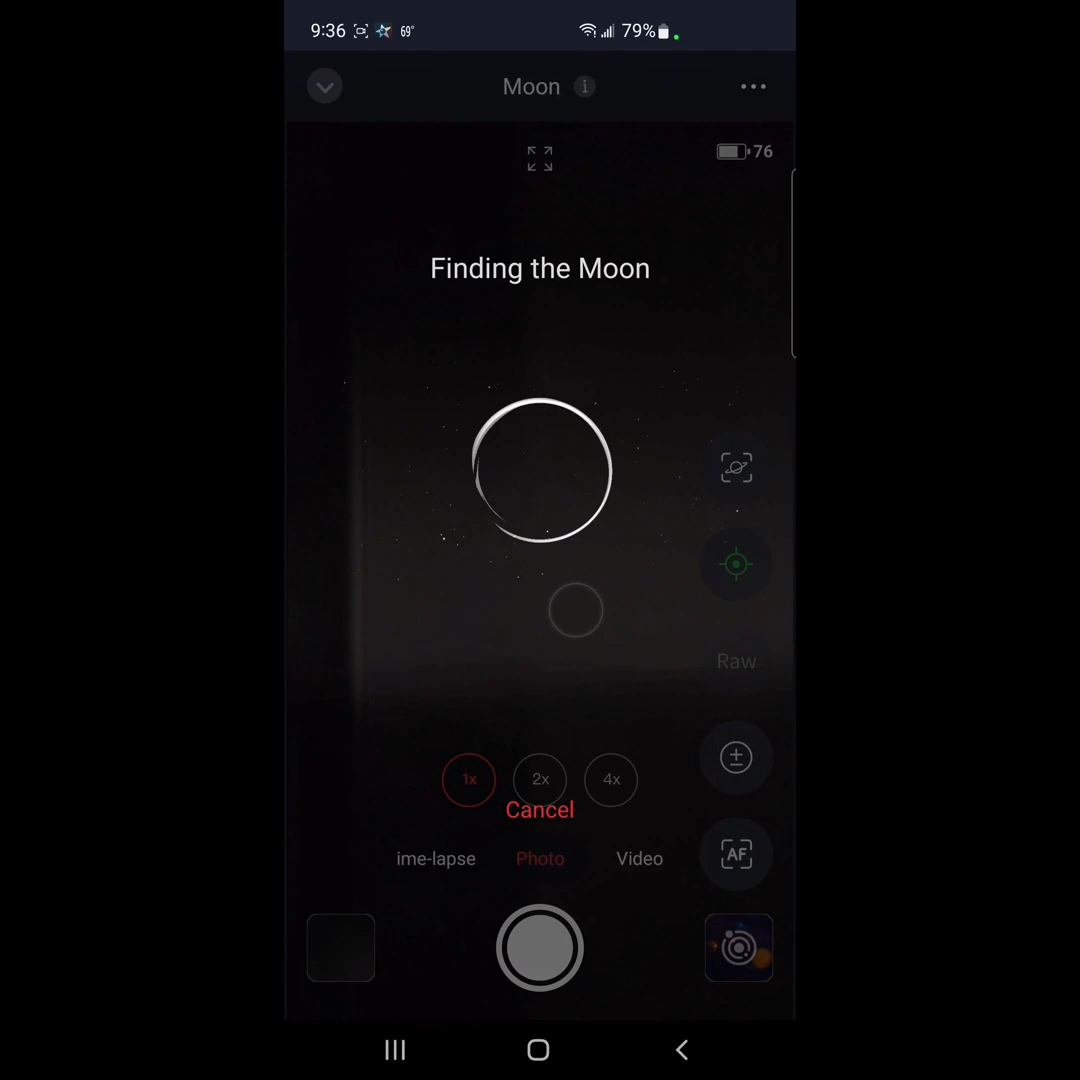 9:36 69° 79%
Moon i
76
Finding the Moon
Raw
1x 2x 4x
Cancel
ime-lapse Photo Video
AF